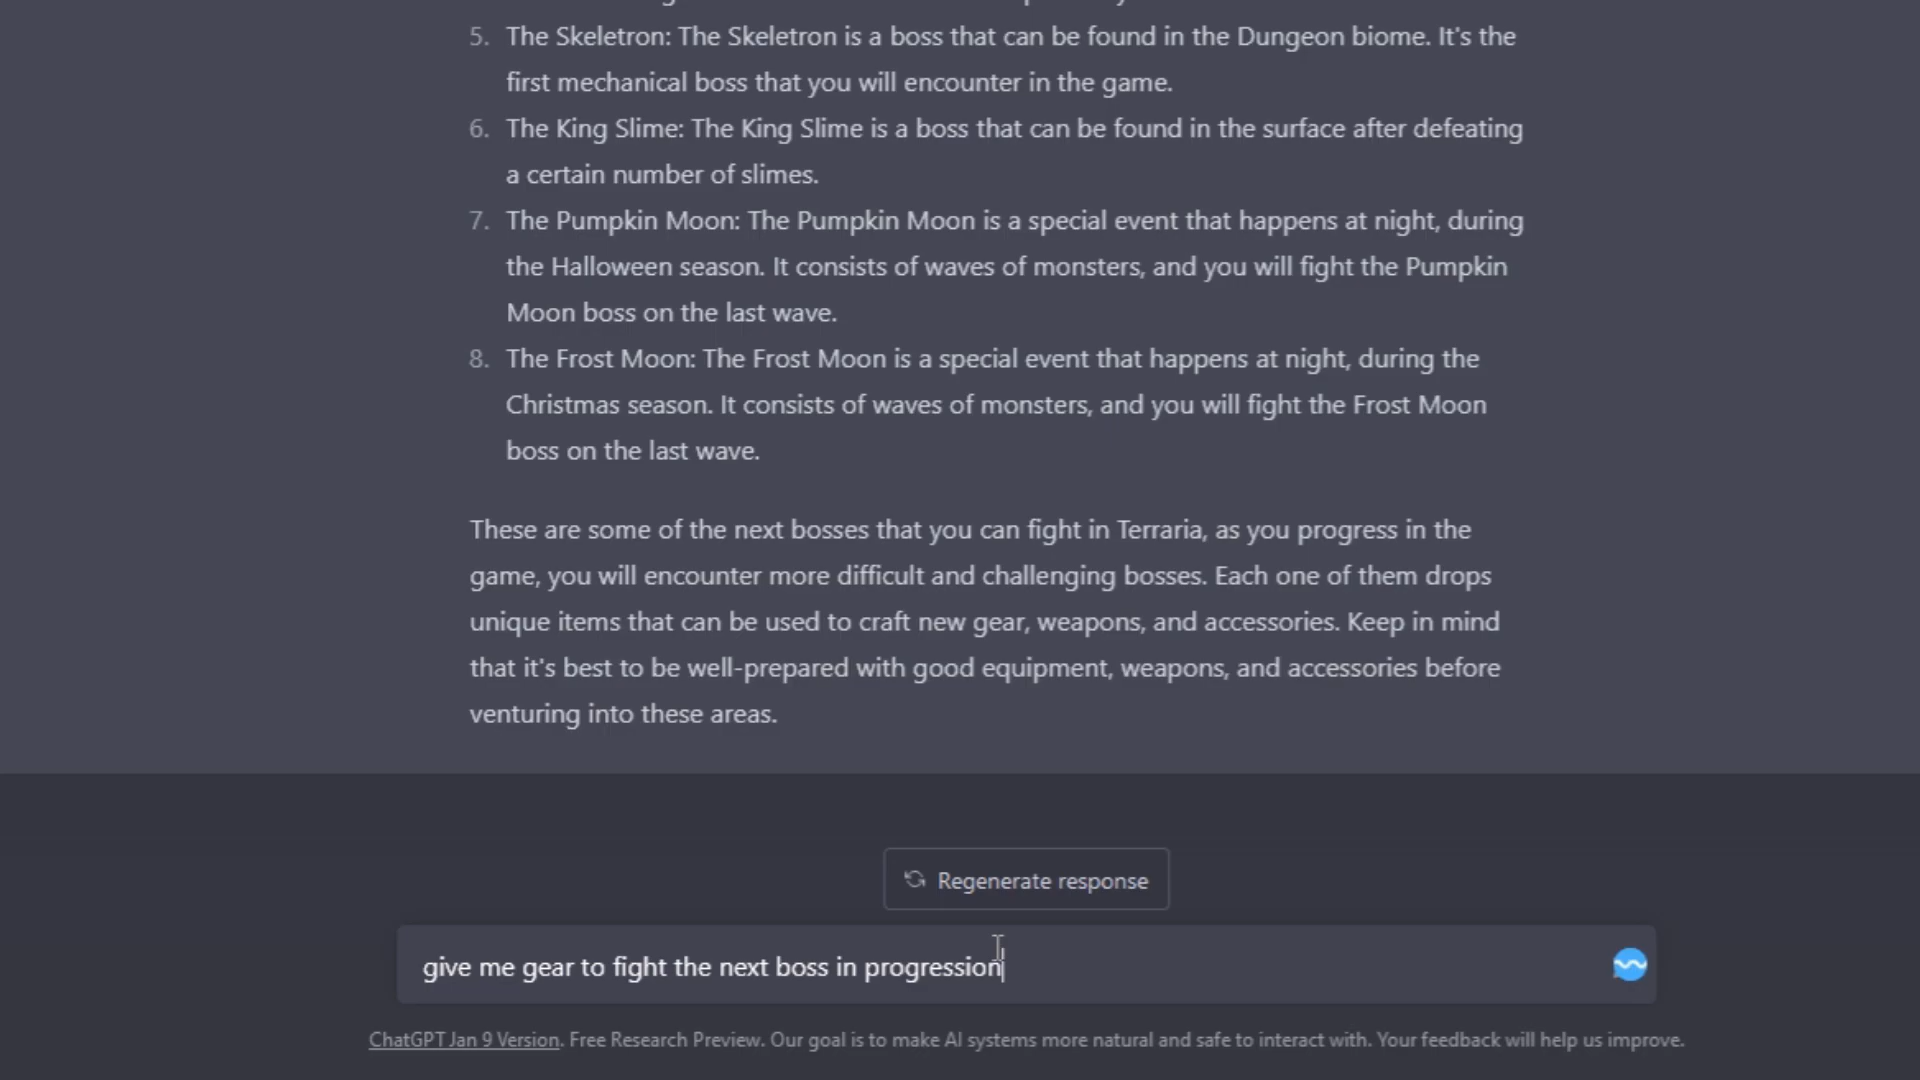 5. The Skeletron: The Skeletron is a boss that can be found in the Dungeon biome. It's the
first mechanical boss that you will encounter in the game.
6. The King Slime: The King Slime is a boss that can be found in the surface after defeating
a certain number of slimes.
7. The Pumpkin Moon: The Pumpkin Moon is a special event that happens at night, during
the Halloween season. It consists of waves of monsters, and you will fight the Pumpkin
Moon boss on the last wave.
8. The Frost Moon: The Frost Moon is a special event that happens at night, during the
Christmas season. It consists of waves of monsters, and you will fight the Frost Moon
boss on the last wave.
These are some of the next bosses that you can fight in Terraria, as you progress in the
game, you will encounter more difficult and challenging bosses. Each one of them drops
unique items that can be used to craft new gear, weapons, and accessories. Keep in mind
that it's best to be well-prepared with good equipment, weapons, and accessories before
venturing into these areas.
Regenerate response
give me gear to fight the next boss in progression
ChatGPT Jan 9 Version. Free Research Preview. Our goal is to make AI systems more natural and safe to interact with. Your feedback will help us improve.